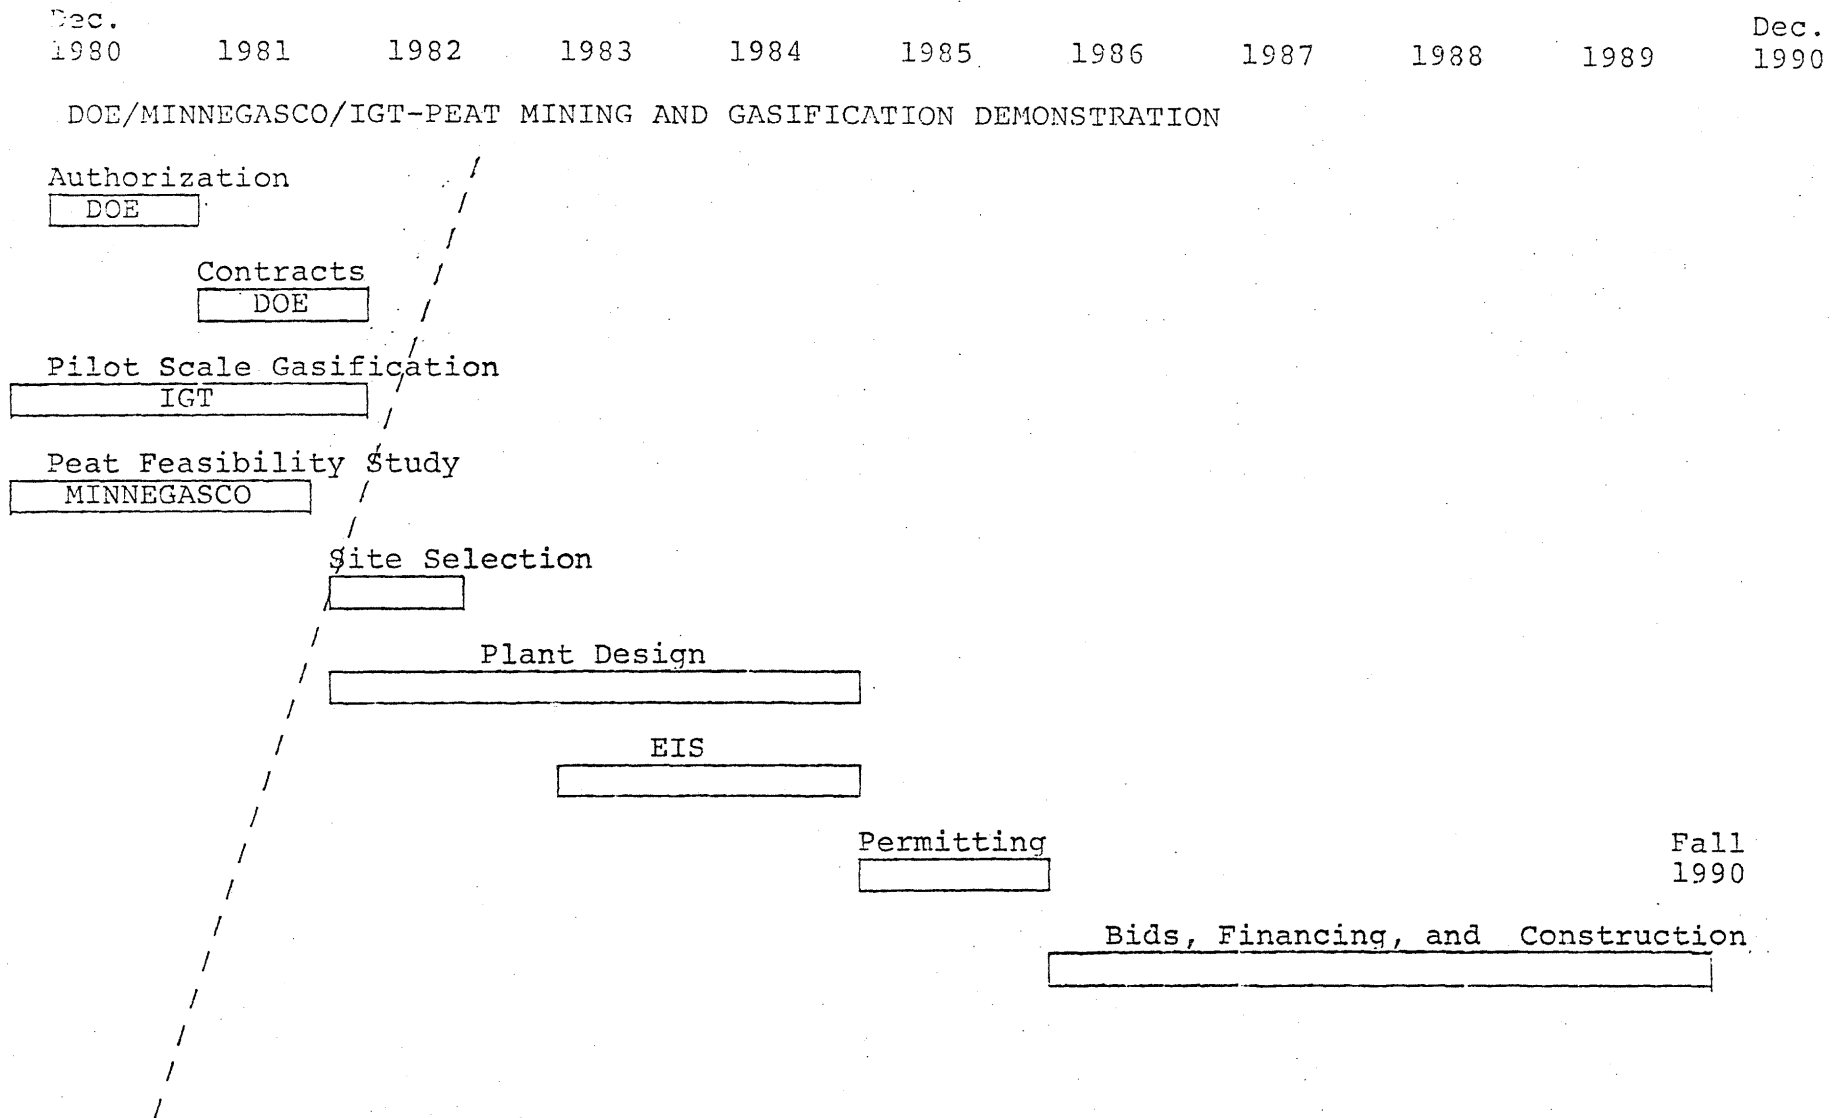 Dec. Dec.
1980 1981 1982 1983 1984 1985 1986 1987 1988 1989 1990
DOE/MINNEGASCO/IGT-PEAT MINING AND GASIFICATION DEMONSTRATION
Authorization
DOE
Contracts
DOE
Pilot Scale Gasification
IGT
Peat Feasibility Study
MINNEGASCO
Site Selection
Plant Design
EIS
Permitting
Fall
1990
Bids, Financing, and Construction